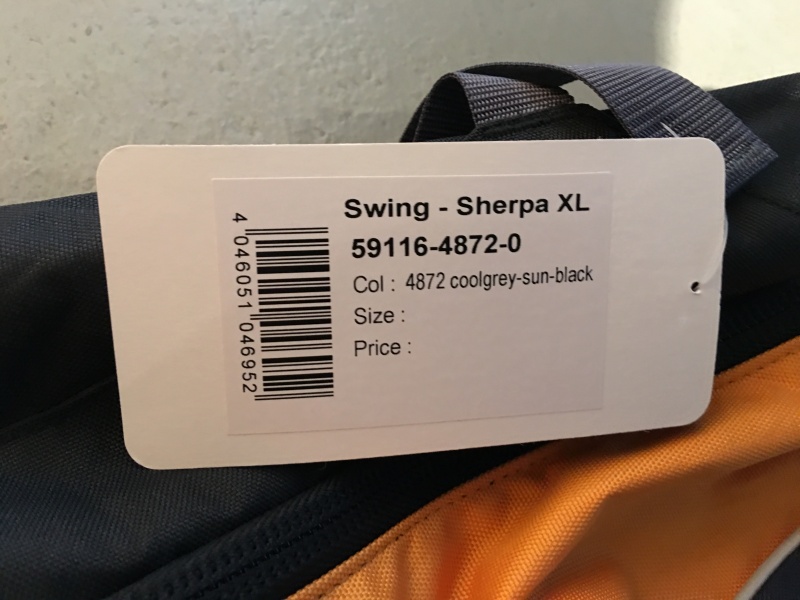 Swing - Sherpa XL
59116-4872-0
Col : 4872 coolgrey-sun-black
Size :
Price :
4 046051 046952